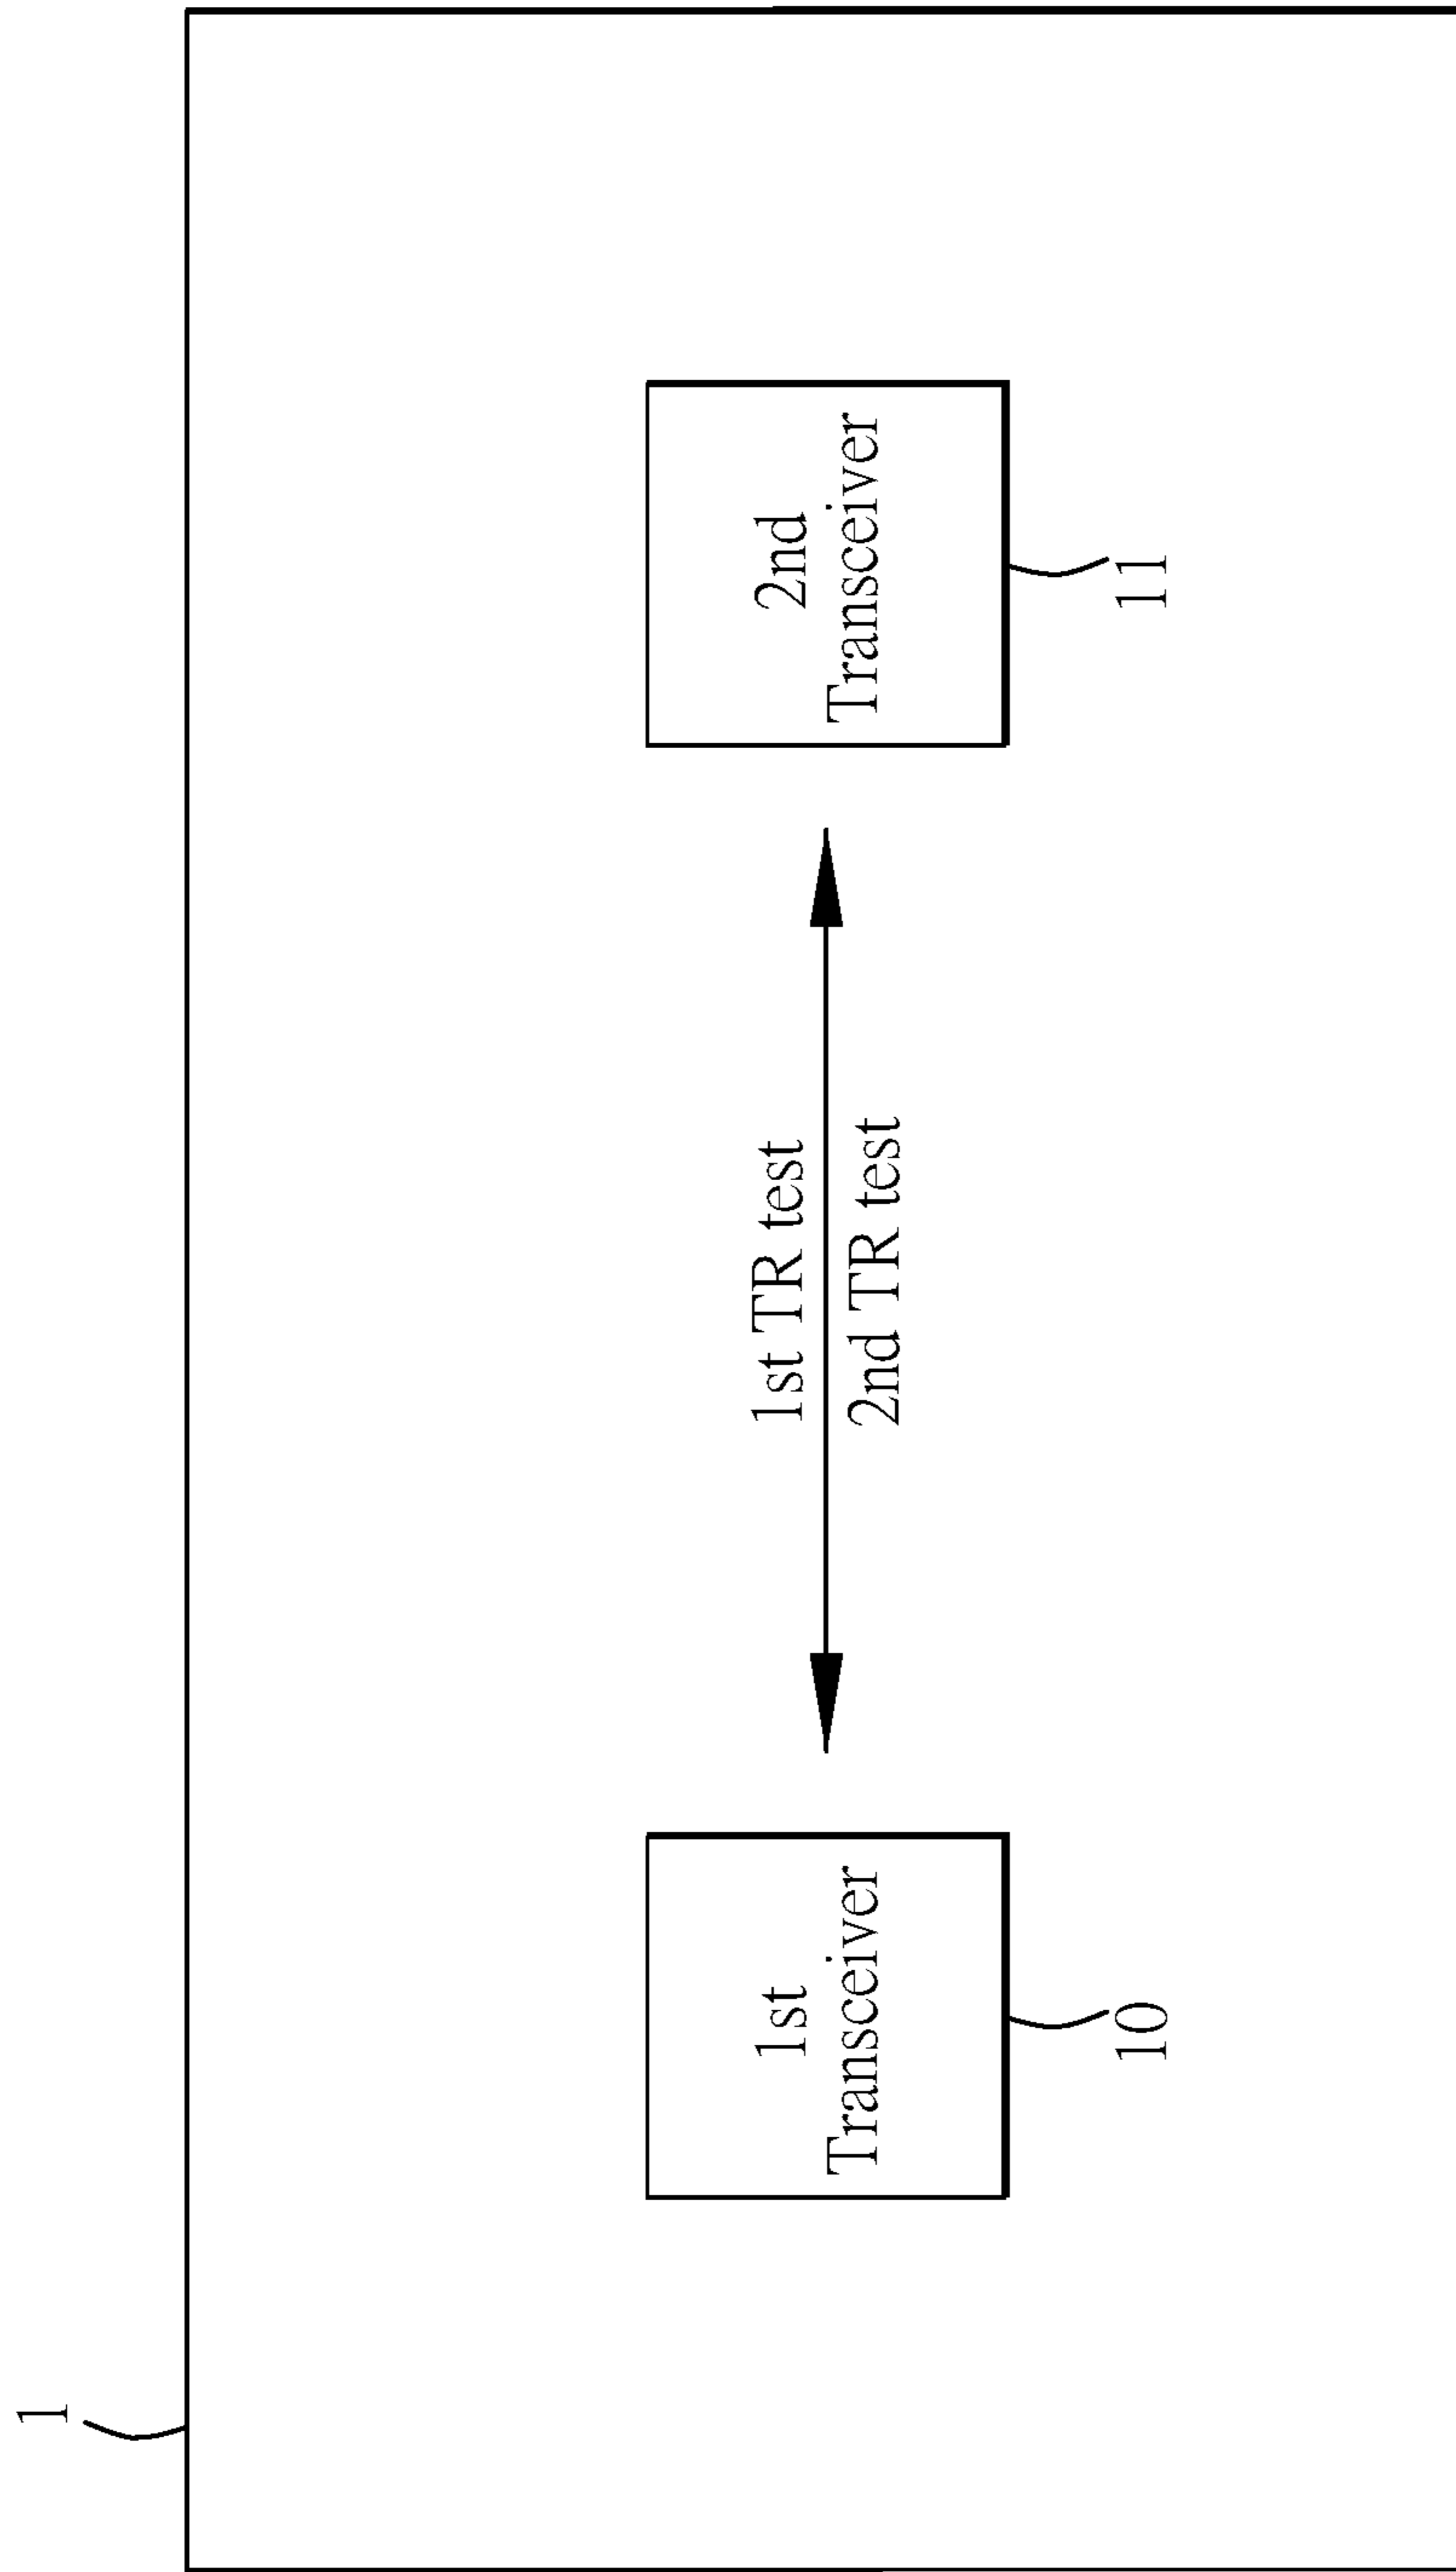 1
1st
Transceiver
10
1st TR test
2nd TR test
2nd
Transceiver
11